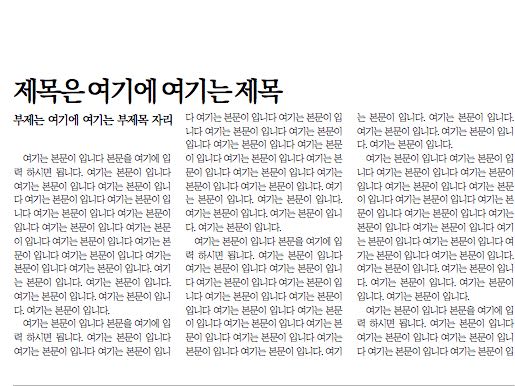 제목은 여기에 여기는 제목
부제는 여기에 여기는 부제목 자리
여기는 본문이 입니다 본문을 여기에 입
력 하시면 됩니다. 여기는 본문이 입니다
여기는 본문이 입니다 여기는 본문이 입니
다 여기는 본문이 입니다 여기는 본문이 입
니다 여기는 본문이 입니다 여기는 본문이
입니다 여기는 본문이 입니다 여기는 본문
이 입니다 여기는 본문이 입니다 여기는 본
문이 입니다 여기는 본문이 입니다 여기는
본문이 입니다 여기는 본문이 입니다. 여기
는 본문이 입니다. 여기는 본문이 입니다.
여기는 본문이 입니다. 여기는 본문이 입니
다. 여기는 본문이 입니다.
여기는 본문이 입니다 본문을 여기에 입
력 하시면 됩니다. 여기는 본문이 입니다
여기는 본문이 입니다 여기는 본문이 입니
다 여기는 본문이 입니다 여기는 본문이 입
니다 여기는 본문이 입니다 여기는 본문이
입니다 여기는 본문이 입니다 여기는 본문
이 입니다 여기는 본문이 입니다 여기는 본
문이 입니다 여기는 본문이 입니다 여기는
본문이 입니다 여기는 본문이 입니다. 여기
는 본문이 입니다. 여기는 본문이 입니다.
여기는 본문이 입니다. 여기는 본문이 입니
다. 여기는 본문이 입니다.
여기는 본문이 입니다 본문을 여기에 입
력 하시면 됩니다. 여기는 본문이 입니다
여기는 본문이 입니다 여기는 본문이 입니
다 여기는 본문이 입니다 여기는 본문이 입
니다 여기는 본문이 입니다 여기는 본문이
입니다 여기는 본문이 입니다 여기는 본문
이 입니다 여기는 본문이 입니다 여기는 본
문이 입니다 여기는 본문이 입니다 여기는
본문이 입니다 여기는 본문이 입니다. 여기
는 본문이 입니다. 여기는 본문이 입니다.
여기는 본문이 입니다. 여기는 본문이 입니
다. 여기는 본문이 입니다.
여기는 본문이 입니다 본문을 여기에 입
력 하시면 됩니다. 여기는 본문이 입니다
여기는 본문이 입니다 여기는 본문이 입니
다 여기는 본문이 입니다 여기는 본문이 입
니다 여기는 본문이 입니다 여기는 본문이
입니다 여기는 본문이 입니다 여기는 본문이
는 본문이 입니다 여기는 본문이 입니다 여
기는 본문이 입니다 여기는 본문이 입니다.
여기는 본문이 입니다. 여기는 본문이 입니
다. 여기는 본문이 입니다. 여기는 본문이
입니다. 여기는 본문이 입니다.
여기는 본문이 입니다 본문을 여기에 입
력 하시면 됩니다. 여기는 본문이 입니다
여기는 본문이 입니다 여기는 본문이 입니
다 여기는 본문이 입니다 여기는 본문이 입